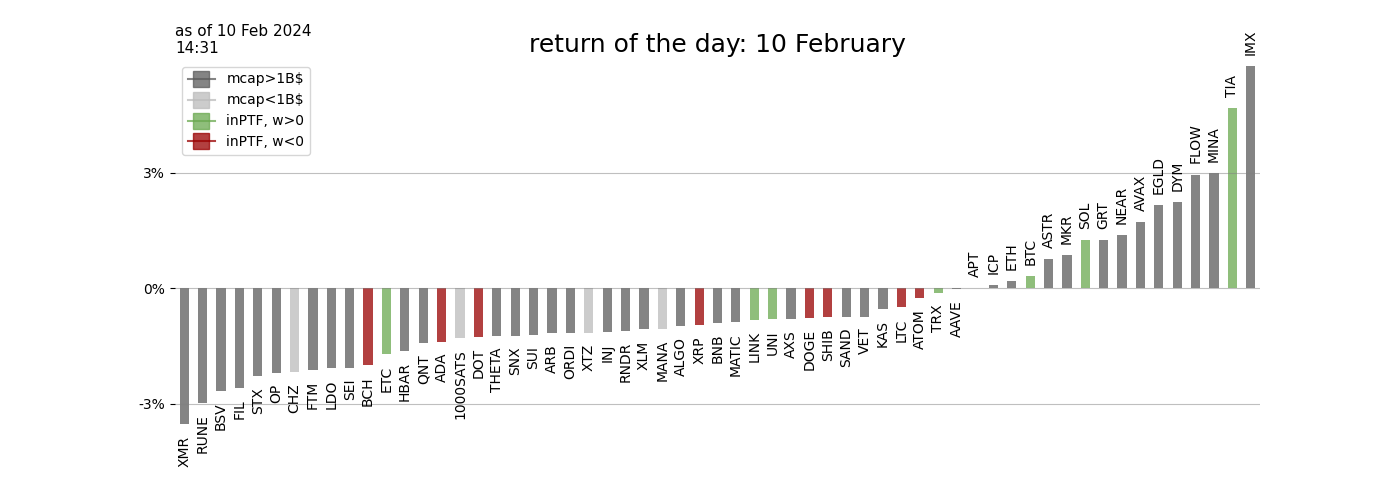 as of 10 Feb 2024
14:31
return of the day: 10 February
mcap>1B$
mcap<1B$
inPTF, w>0
inPTF, w<0
3%
0%
-3%
XMR
RUNE
BSV
FIL
STX
OP
CHZ
FTM
LDO
SEI
BCH
ETC
HBAR
QNT
ADA
1000SATS
DOT
THETA
SNX
SUI
ARB
ORDI
XTZ
INJ
RNDR
XLM
MANA
ALGO
XRP
BNB
MATIC
LINK
UNI
AXS
DOGE
SHIB
SAND
VET
KAS
LTC
ATOM
TRX
AAVE
APT
ICP
ETH
BTC
ASTR
MKR
SOL
GRT
NEAR
AVAX
EGLD
DYM
FLOW
MINA
TIA
IMX